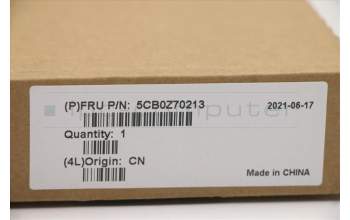 (P)FRU P/N: 5CB0Z70213 2021-06-17
Quantity: 1
(4L)Origin: CN
Made in CHINA